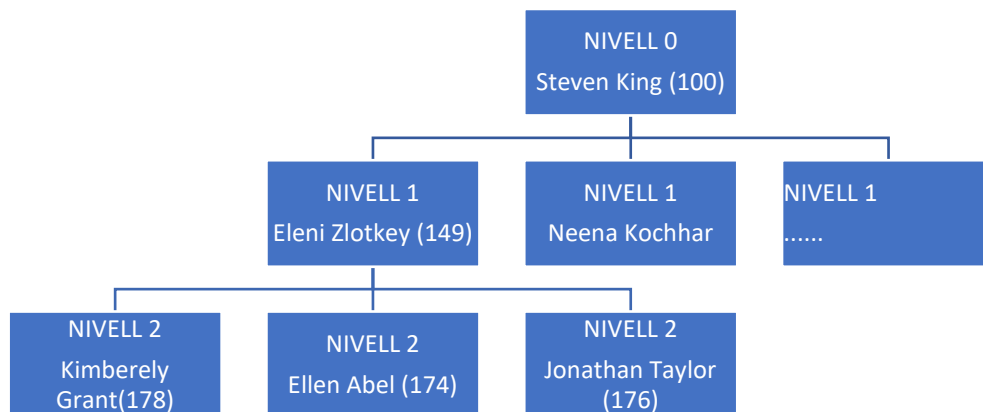 NIVELL 0
Steven King (100)
NIVELL 1
Eleni Zlotkey (149)
NIVELL 1
Neena Kochhar
NIVELL 1
......
NIVELL 2
Kimberely
Grant(178)
NIVELL 2
Ellen Abel (174)
NIVELL 2
Jonathan Taylor
(176)